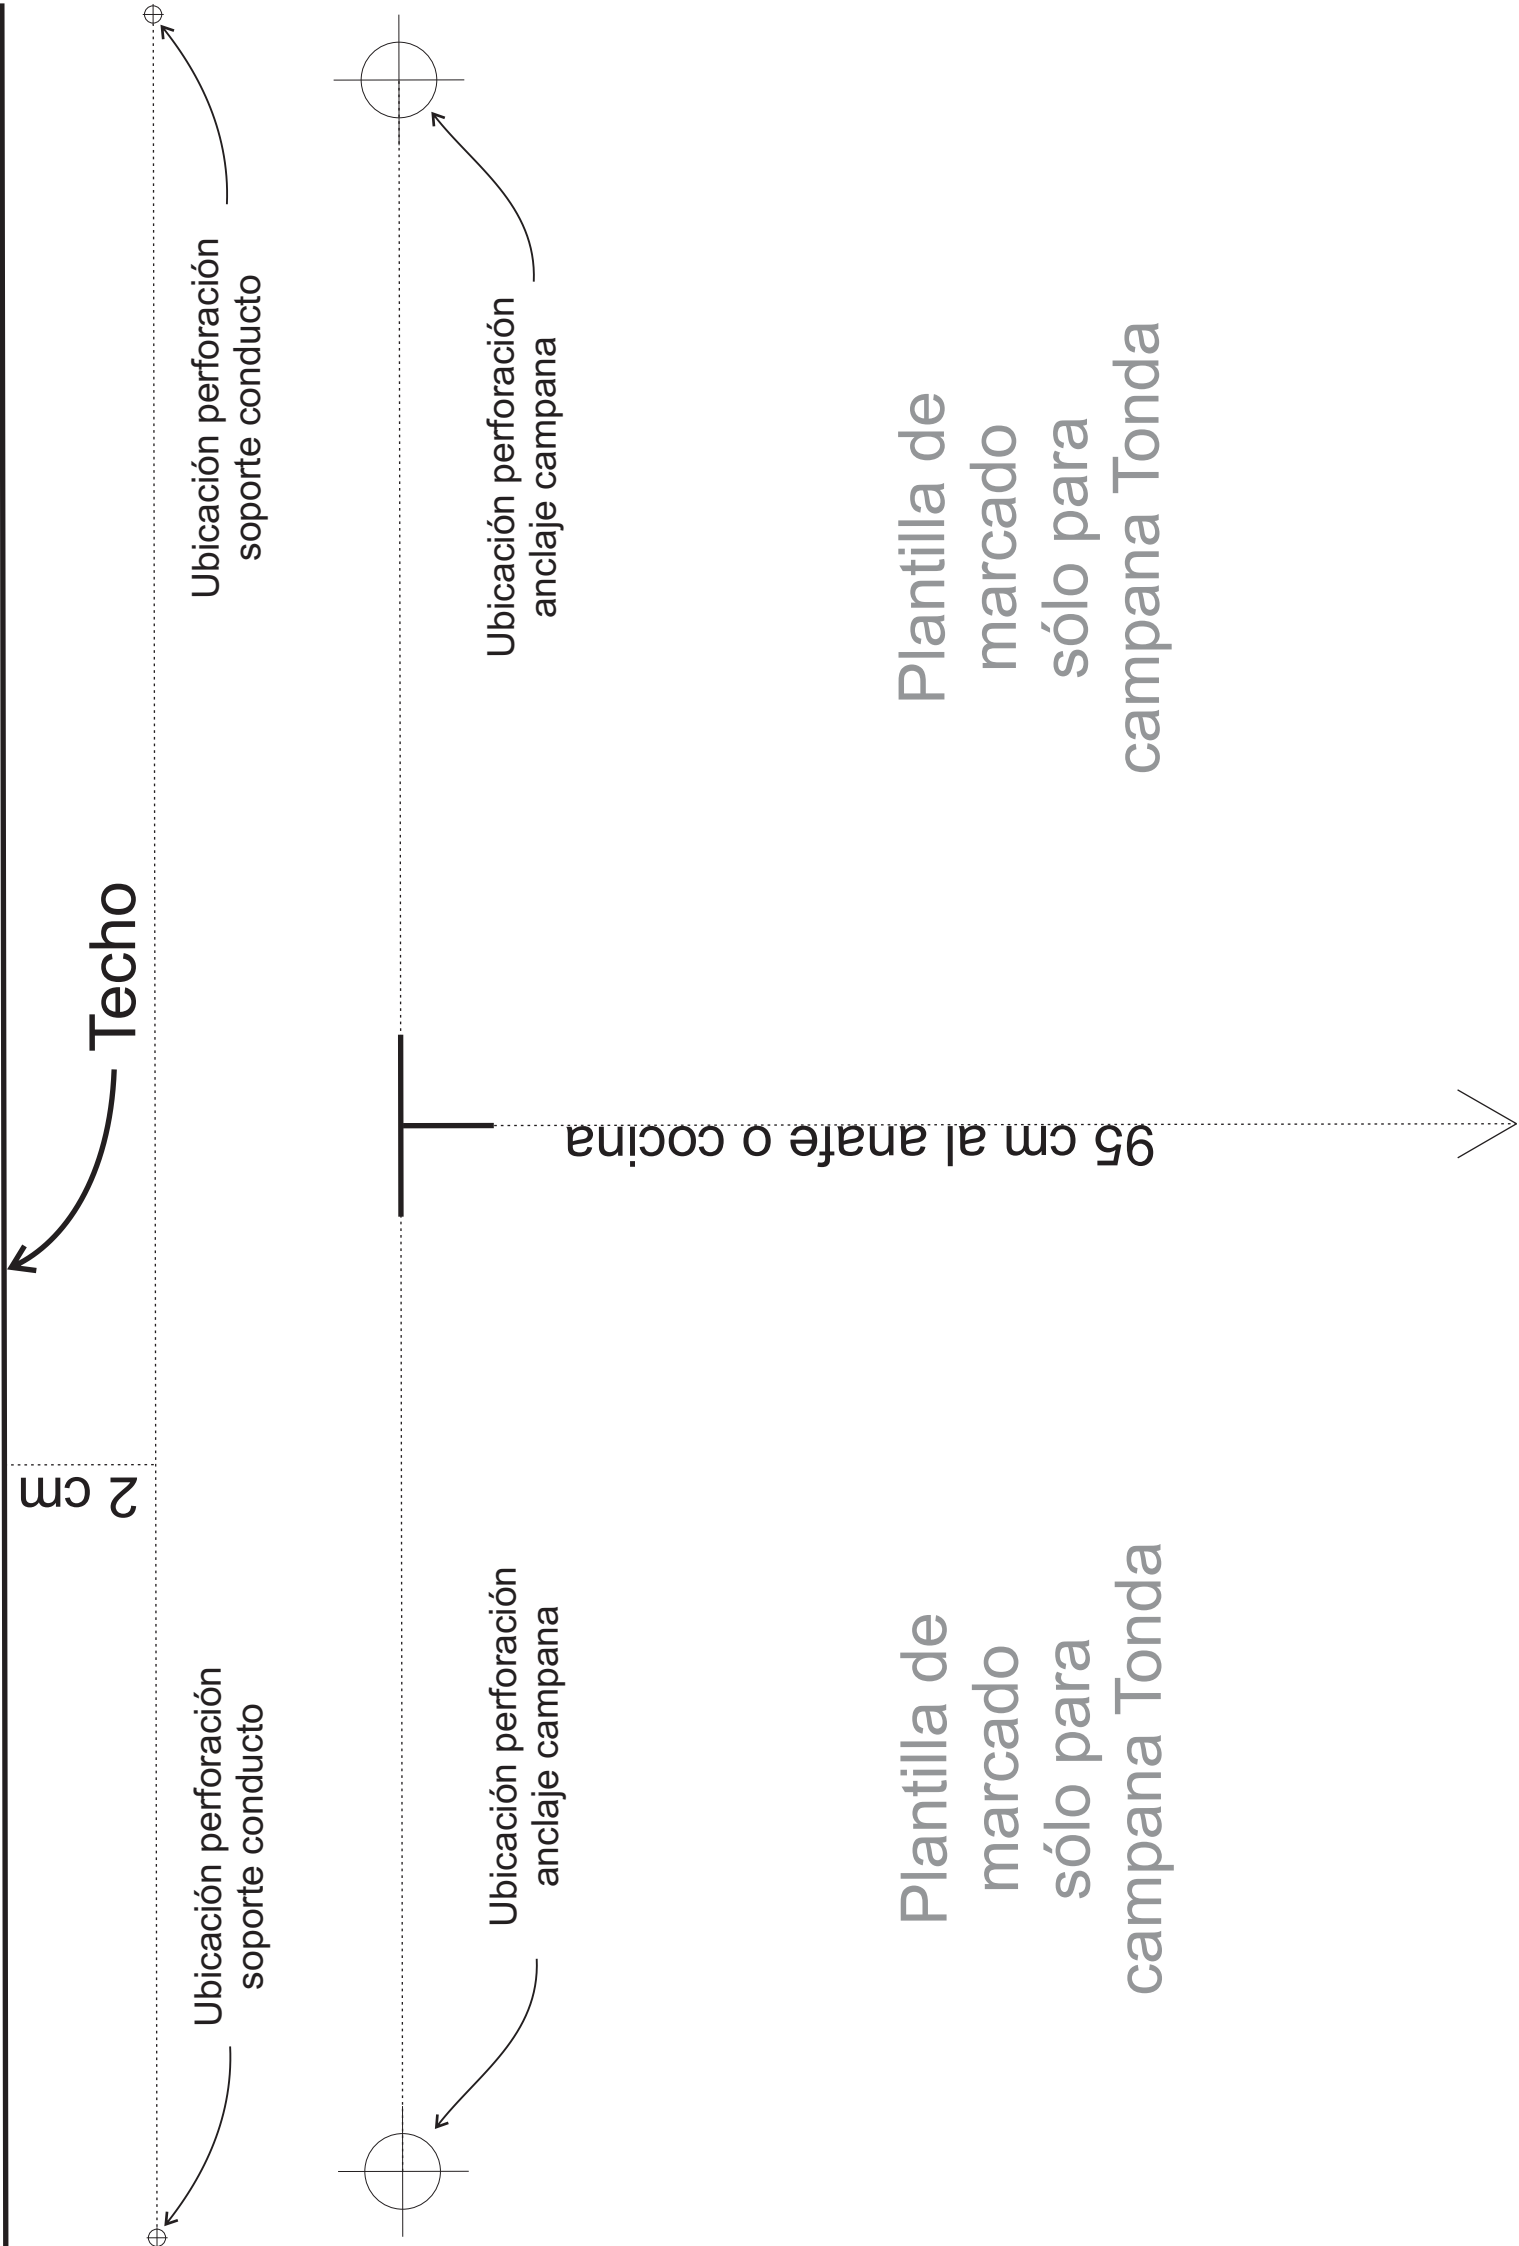 Techo
2 cm
Ubicación perforación
soporte conducto
Ubicación perforación
soporte conducto
Ubicación perforación
anclaje campana
Ubicación perforación
anclaje campana
95 cm al anafe o cocina
Plantilla de
marcado
sólo para
campana Tonda
Plantilla de
marcado
sólo para
campana Tonda